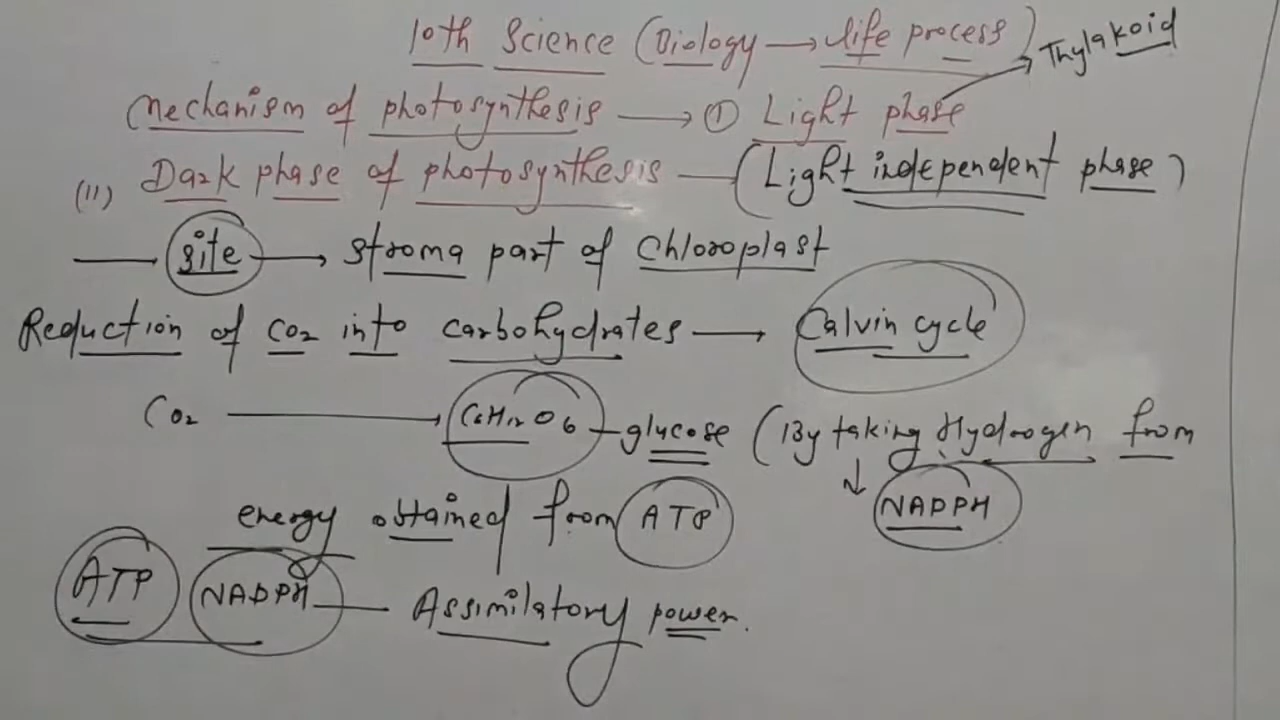 10th Science (Biology → life process)
Thylakoid
Mechanism of photosynthesis → ① Light phase
(11) Dark phase of photosynthesis — (Light independent phase)
— site → stroma part of Chloroplast
Reduction of CO2 into carbohydrates → Calvin cycle
CO2 → C6H12O6 – glucose (By taking Hydrogen from
↓ NADPH
energy obtained from ATP
ATP NADPH — Assimilatory power.